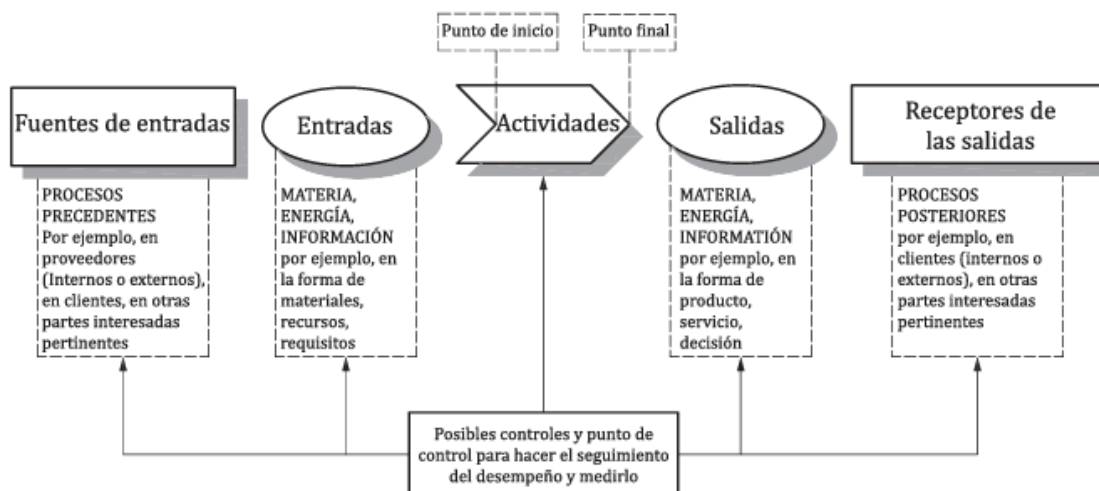 Punto de inicio
Punto final
Fuentes de entradas
Entradas
Actividades
Salidas
Receptores de
las salidas
PROCESOS
PRECEDENTES
Por ejemplo, en
proveedores
(Internos o externos),
en clientes, en otras
partes interesadas
pertinentes
MATERIA,
ENERGÍA,
INFORMACIÓN
por ejemplo, en
la forma de
materiales,
recursos,
requisitos
MATERIA,
ENERGÍA,
INFORMATIÓN
por ejemplo, en
la forma de
producto,
servicio,
decisión
PROCESOS
POSTERIORES
por ejemplo, en
clientes (internos o
externos), en otras
partes interesadas
pertinentes
Posibles controles y punto de
control para hacer el seguimiento
del desempeño y medirlo